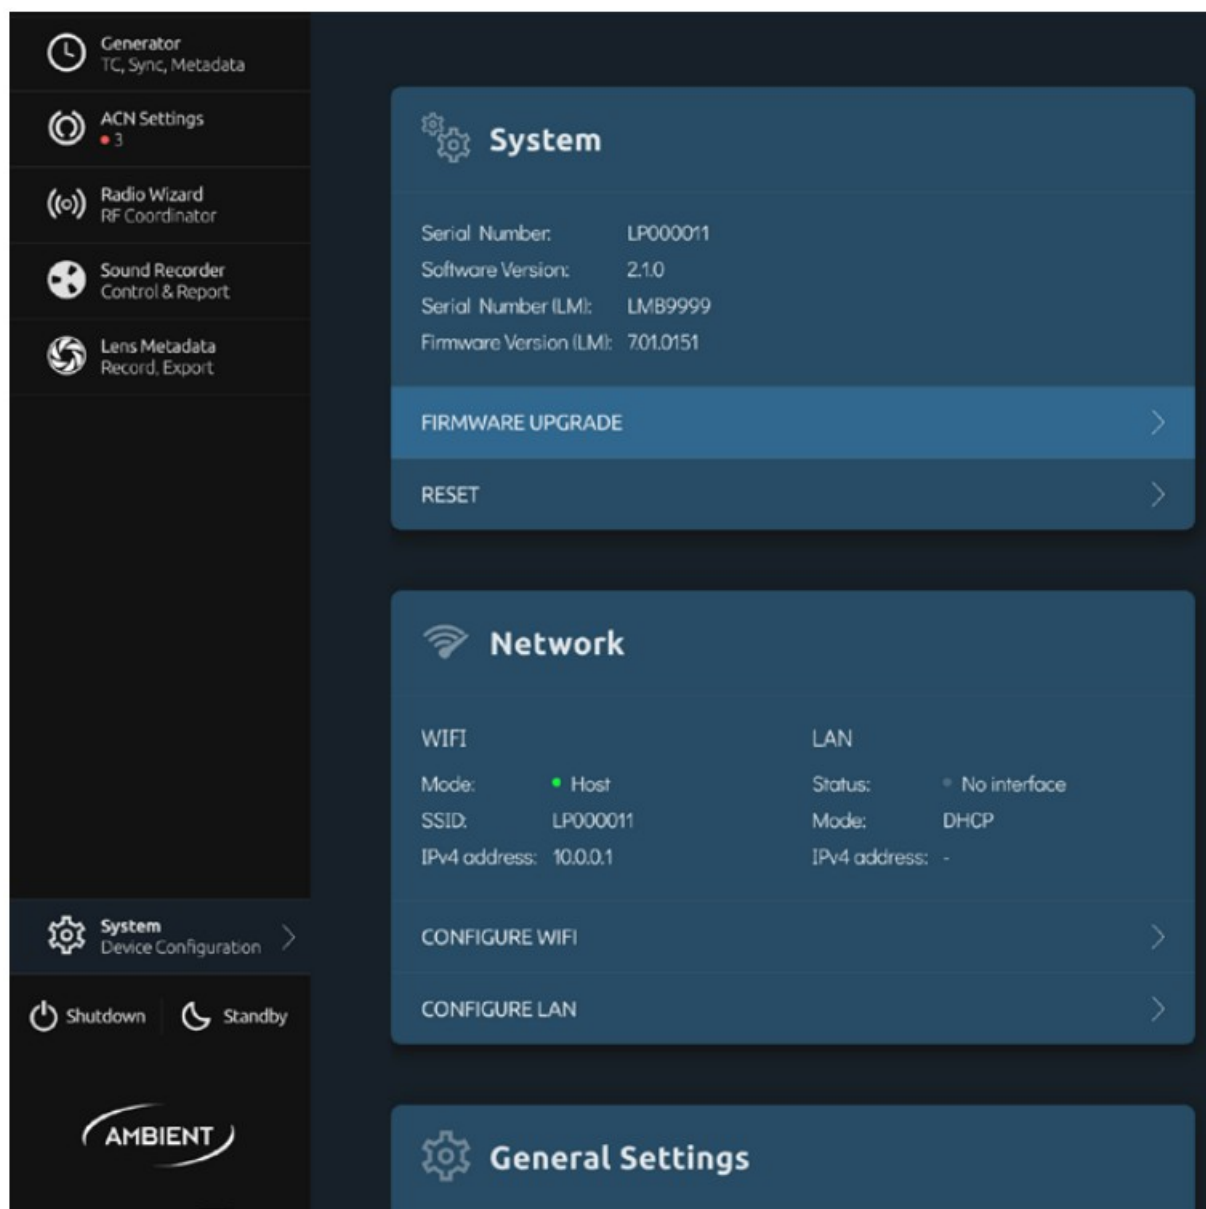 Generator
TC, Sync, Metadata
ACN Settings
3
Radio Wizard
RF Coordinator
Sound Recorder
Control & Report
Lens Metadata
Record, Export
System
Device Configuration
Shutdown Standby
AMBIENT
System
Serial Number: LP000011
Software Version: 2.1.0
Serial Number (LM): LMB9999
Firmware Version (LM): 7.01.0151
FIRMWARE UPGRADE
RESET
Network
WIFI LAN
Mode: Host Status: No interface
SSID: LP000011 Mode: DHCP
IPv4 address: 10.0.0.1 IPv4 address: -
CONFIGURE WIFI
CONFIGURE LAN
General Settings